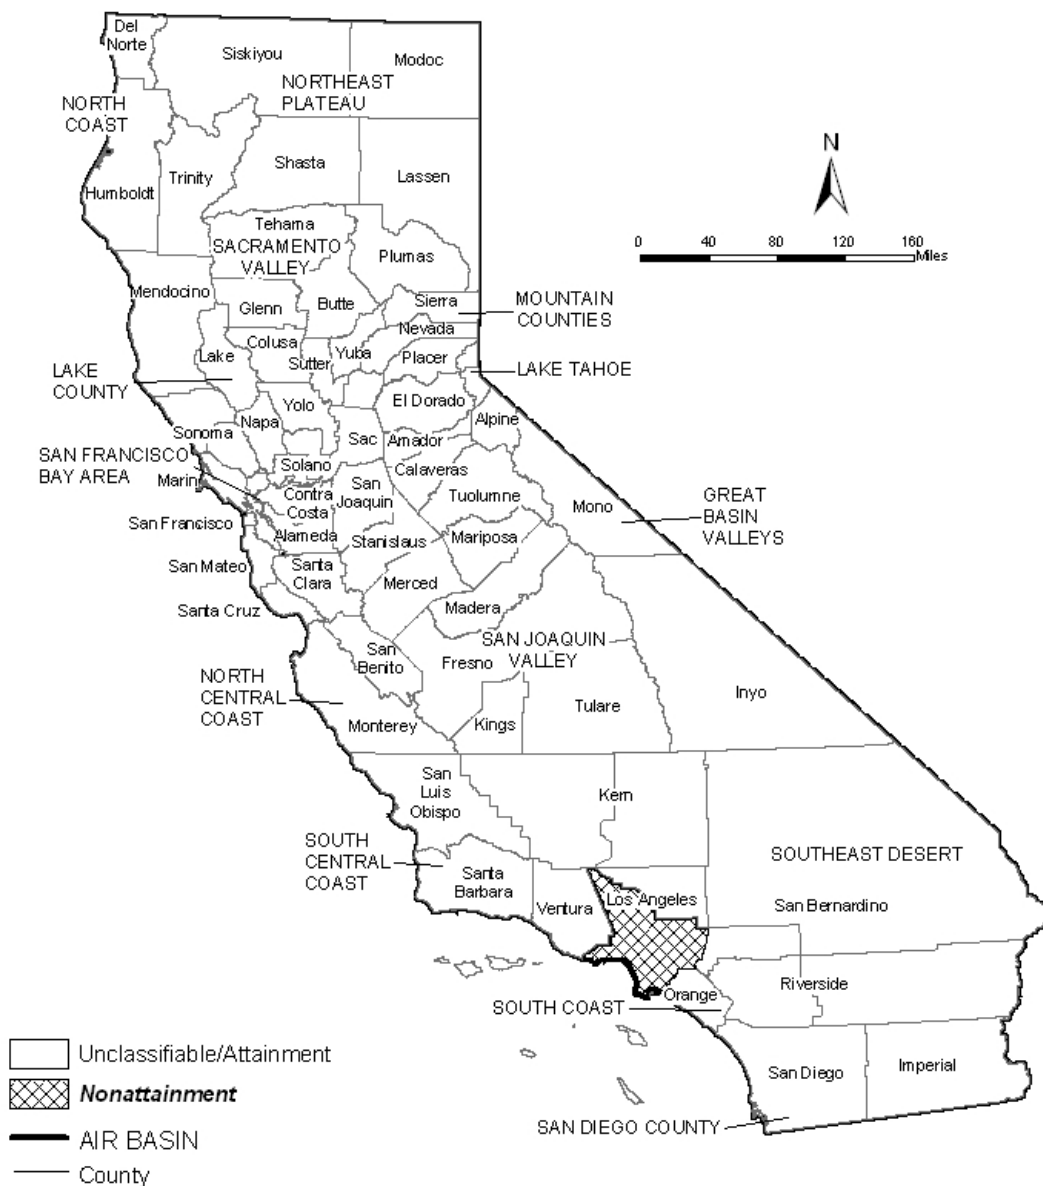 Del
Norte
Siskiyou
Modoc
NORTHEAST
PLATEAU
NORTH
COAST
N
Shasta
Trinity
Lassen
Humboldt
Tehama
SACRAMENTO
VALLEY
Plumas
0 40 80 120 160
Miles
Mendocino
Glenn
Butte
Sierra
MOUNTAIN
COUNTIES
Nevada
Colusa
Lake
Sutter
Yuba
Placer
LAKE TAHOE
LAKE
COUNTY
Yolo
El Dorado
Napa
Alpine
Sonoma
Sac
Amador
SAN FRANCISCO
BAY AREA
Solano
Calaveras
Marin
San
Joaquin
Contra
Costa
Tuolumne
Mono
GREAT
BASIN
VALLEYS
San Francisco
Alameda
Stanislaus
Mariposa
San Mateo
Santa
Clara
Merced
Santa Cruz
Madera
SAN JOAQUIN
VALLEY
San
Benito
Fresno
NORTH
CENTRAL
COAST
Inyo
Tulare
Monterey
Kings
San
Luis
Obispo
Kern
SOUTH
CENTRAL
COAST
SOUTHEAST DESERT
Santa
Barbara
Ventura
Los Angeles
San Bernardino
Riverside
Orange
SOUTH COAST
San Diego
Imperial
SAN DIEGO COUNTY
Unclassifiable/Attainment
Nonattainment
AIR BASIN
County